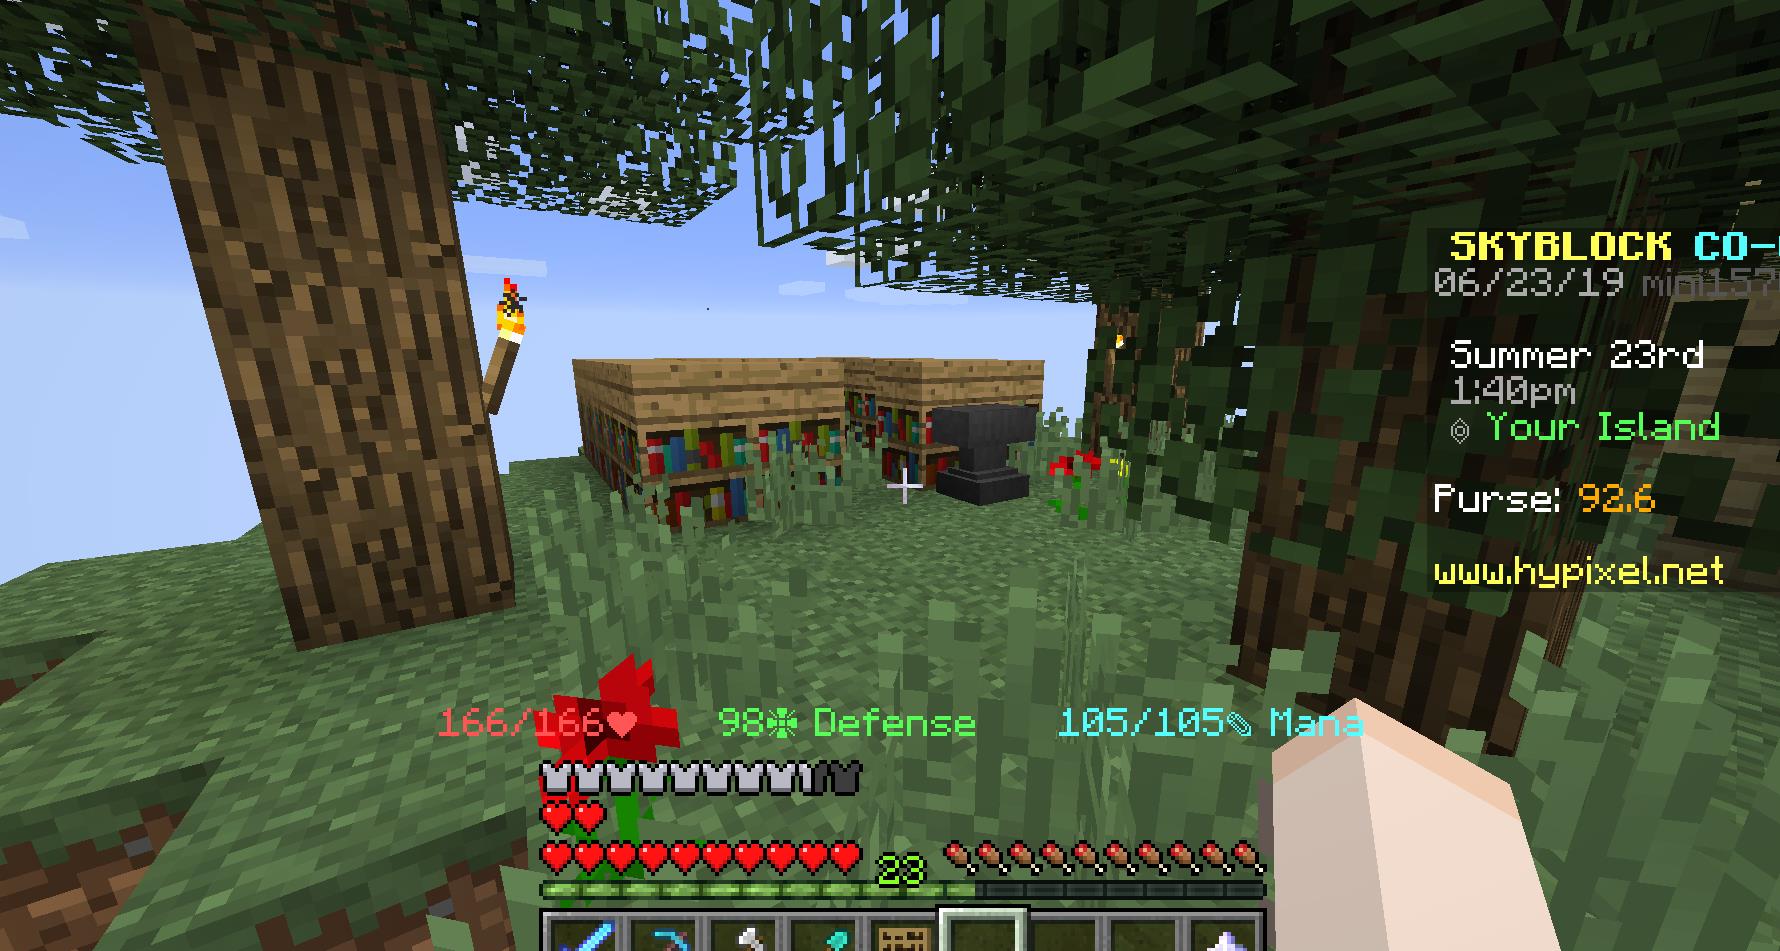 SKYBLOCK CO-
06/23/19 mini157
Summer 23rd
1:40pm
Your Island
Purse: 92.6
www.hypixel.net
166/166❤ 98 Defense 105/105✎ Mana
23